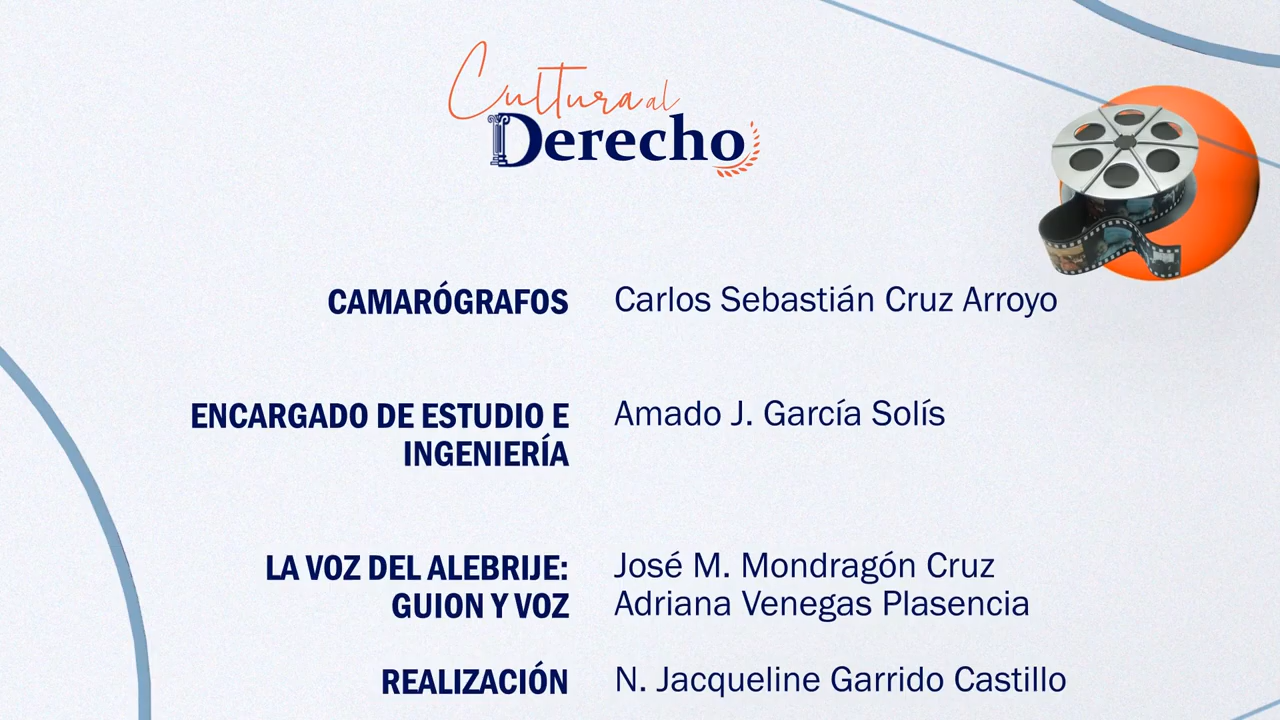 Cultura al
Derecho
CAMARÓGRAFOS Carlos Sebastián Cruz Arroyo
ENCARGADO DE ESTUDIO E Amado J. García Solís
INGENIERÍA
LA VOZ DEL ALEBRIJE: José M. Mondragón Cruz
GUION Y VOZ Adriana Venegas Plasencia
REALIZACIÓN N. Jacqueline Garrido Castillo